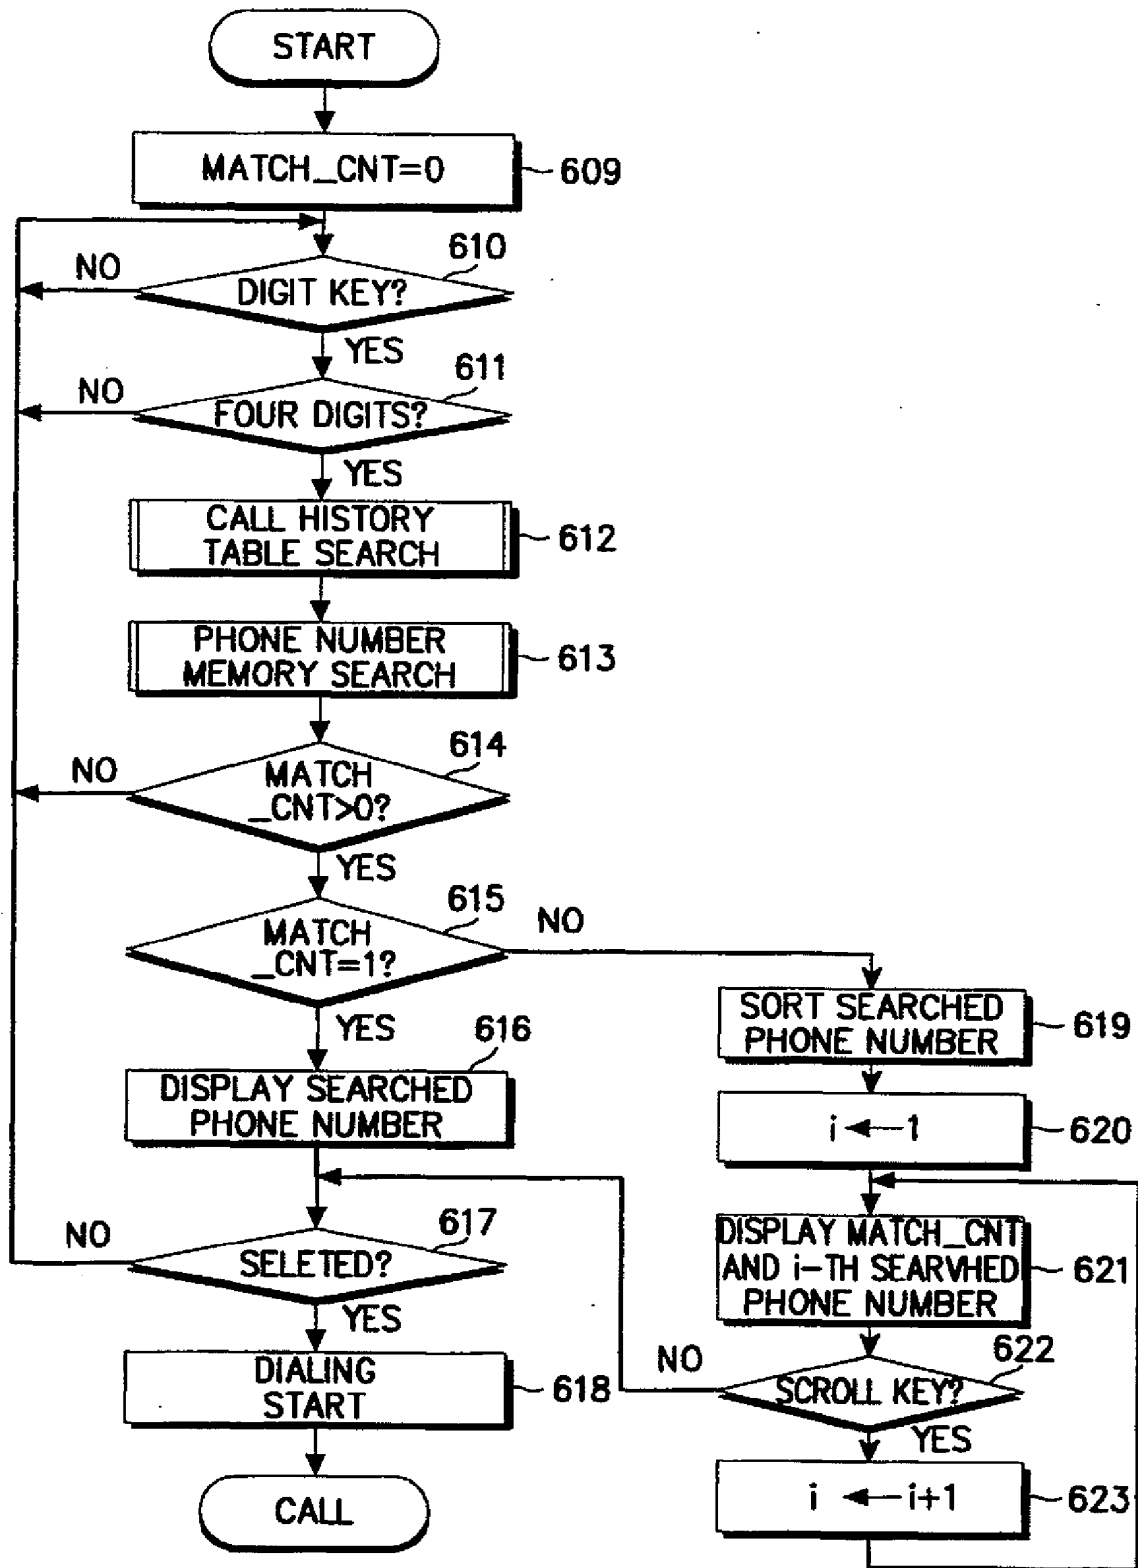 START
MATCH_CNT=0
609
610
NO
DIGIT KEY?
YES
611
NO
FOUR DIGITS?
YES
CALL HISTORY
TABLE SEARCH
612
PHONE NUMBER
MEMORY SEARCH
613
614
NO
MATCH
_CNT>0?
YES
615
NO
MATCH
_CNT=1?
YES
616
DISPLAY SEARCHED
PHONE NUMBER
617
NO
SELETED?
YES
DIALING
START
618
CALL
SORT SEARCHED
PHONE NUMBER
619
i ← 1
620
DISPLAY MATCH_CNT
AND i-TH SEARVHED
PHONE NUMBER
621
622
NO
SCROLL KEY?
YES
i ← i+1
623